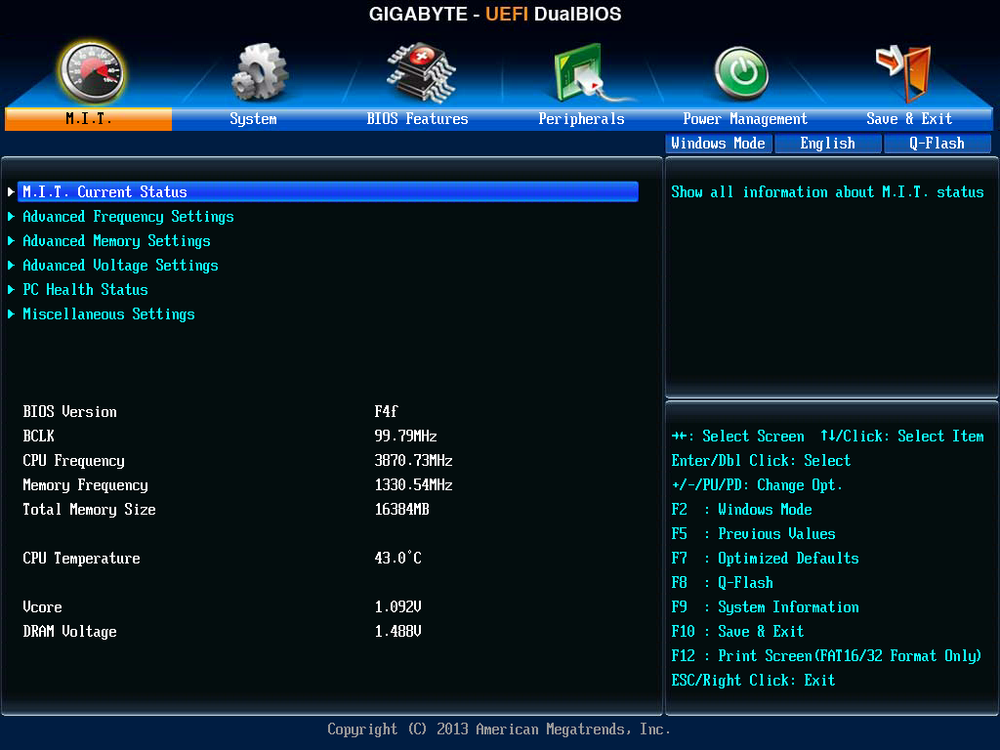 GIGABYTE - UEFI DualBIOS
M.I.T. System BIOS Features Peripherals Power Management Save & Exit
Windows Mode English Q-Flash
M.I.T. Current Status
Advanced Frequency Settings
Advanced Memory Settings
Advanced Voltage Settings
PC Health Status
Miscellaneous Settings
BIOS Version F4f
BCLK 99.79MHz
CPU Frequency 3870.73MHz
Memory Frequency 1330.54MHz
Total Memory Size 16384MB
CPU Temperature 43.0°C
Vcore 1.092V
DRAM Voltage 1.488V
Show all information about M.I.T. status
→←: Select Screen ↑↓/Click: Select Item
Enter/Dbl Click: Select
+/-/PU/PD: Change Opt.
F2 : Windows Mode
F5 : Previous Values
F7 : Optimized Defaults
F8 : Q-Flash
F9 : System Information
F10 : Save & Exit
F12 : Print Screen(FAT16/32 Format Only)
ESC/Right Click: Exit
Copyright (C) 2013 American Megatrends, Inc.